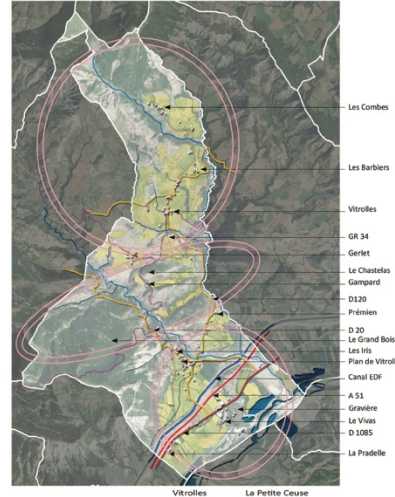 Les Combes
Les Barbiers
Vitrolles
GR 34
Gerlet
Le Chastelas
Gampard
D120
Prémien
D 20
Le Grand Bois
Les Iris
Plan de Vitroll
Canal EDF
A 51
Gravière
Le Vivas
D 1085
La Pradelle
Vitrolles
La Petite Ceuse